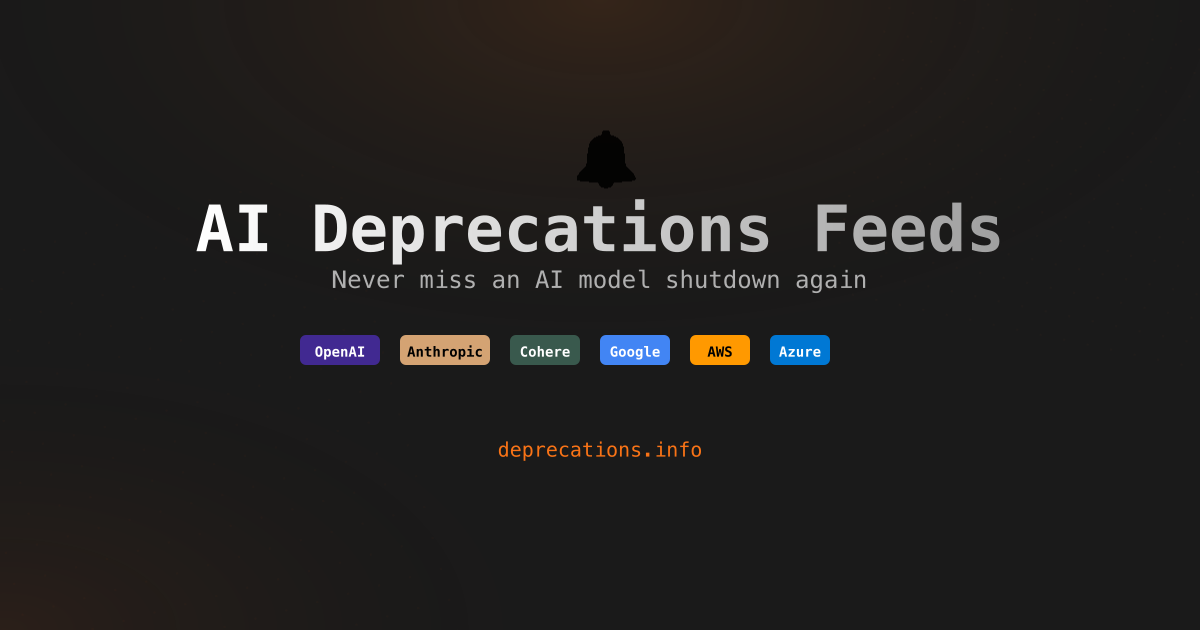 AI Deprecations Feeds
Never miss an AI model shutdown again
OpenAI Anthropic Cohere Google AWS Azure
deprecations.info